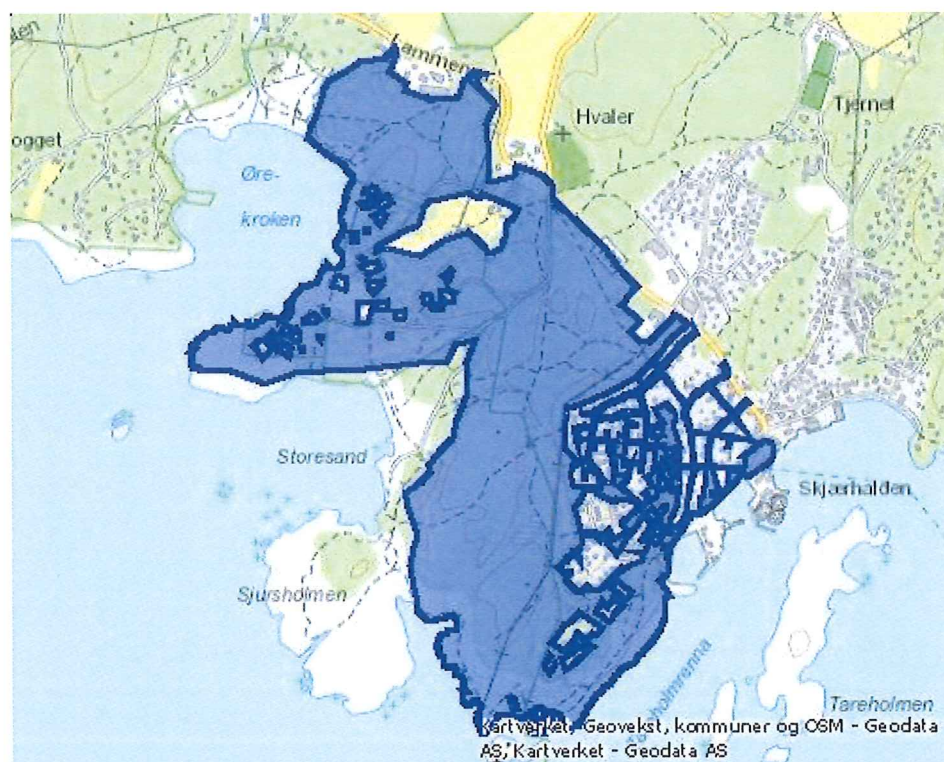 Hvaler
Tjernet
ogget
Øre-
kroken
Storesand
Skjærhalden
Sjursholmen
Tareholmen
Kartverket, Geovekst, kommuner og OSM - Geodata
AS, Kartverket - Geodata AS